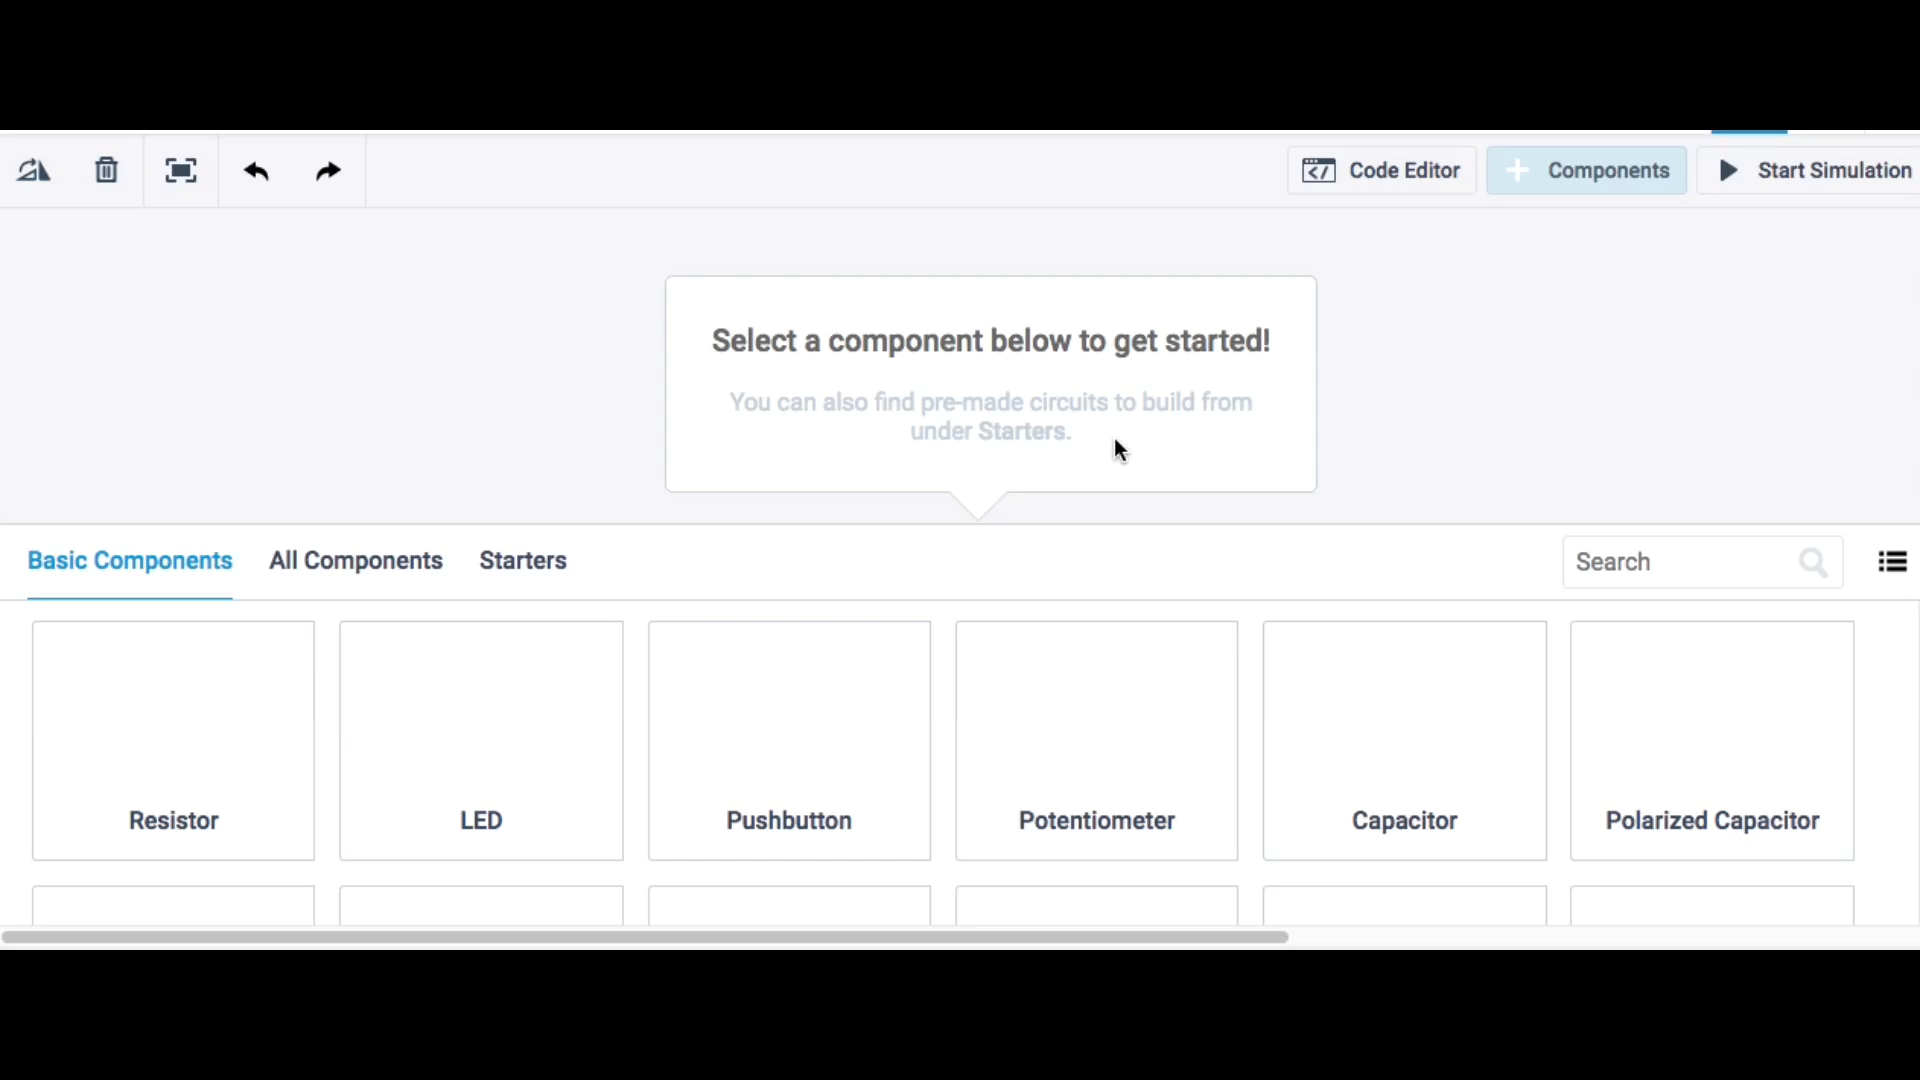 Code Editor
Components
Start Simulation
Select a component below to get started!
You can also find pre-made circuits to build from
under Starters.
Basic Components
All Components
Starters
Search
Resistor
LED
Pushbutton
Potentiometer
Capacitor
Polarized Capacitor